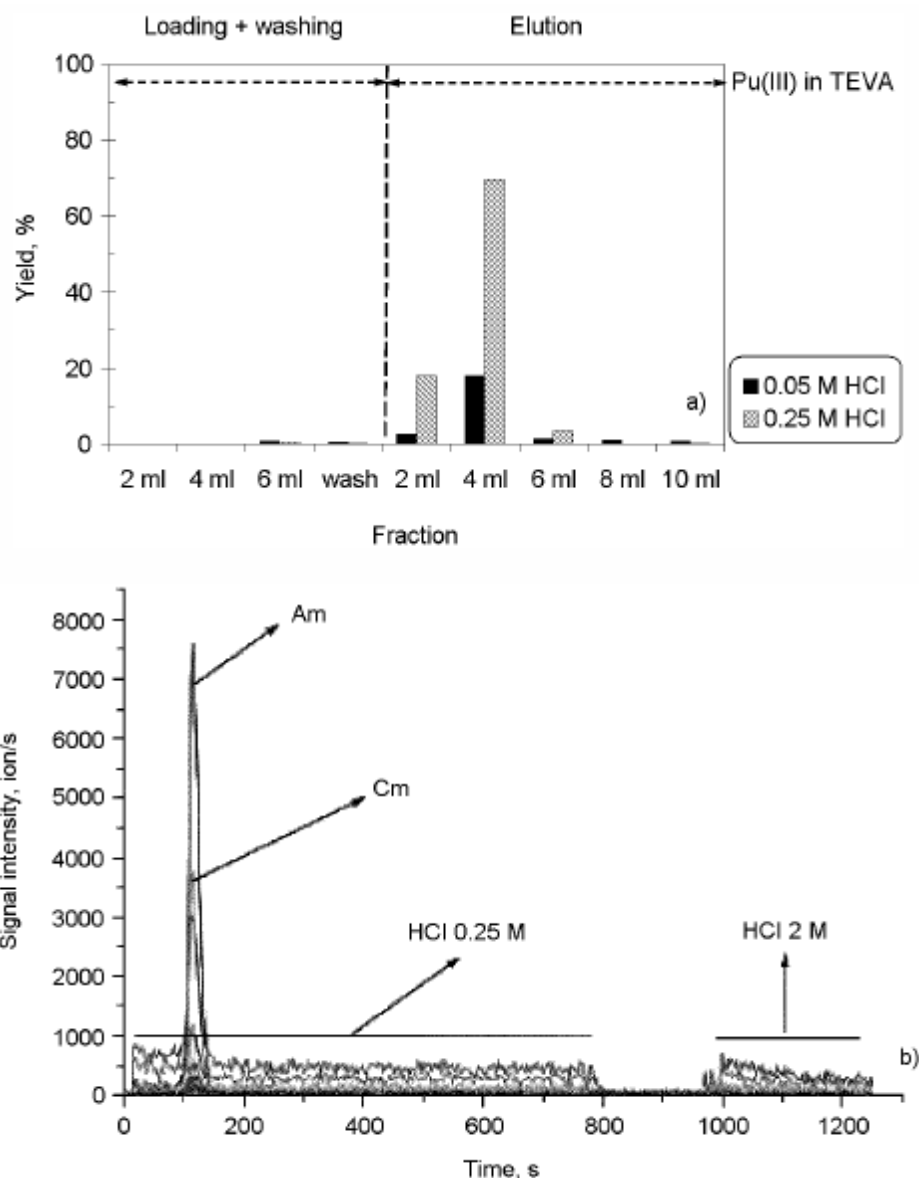 Loading + washing
Elution
100
80
60
40
20
0
Yield, %
Pu(III) in TEVA
a)
0.05 M HCl
0.25 M HCl
2 ml 4 ml 6 ml wash 2 ml 4 ml 6 ml 8 ml 10 ml
Fraction
8000
7000
6000
5000
4000
3000
2000
1000
0
Signal intensity, ion/s
Am
Cm
HCl 0.25 M
HCl 2 M
b)
0 200 400 600 800 1000 1200
Time, s